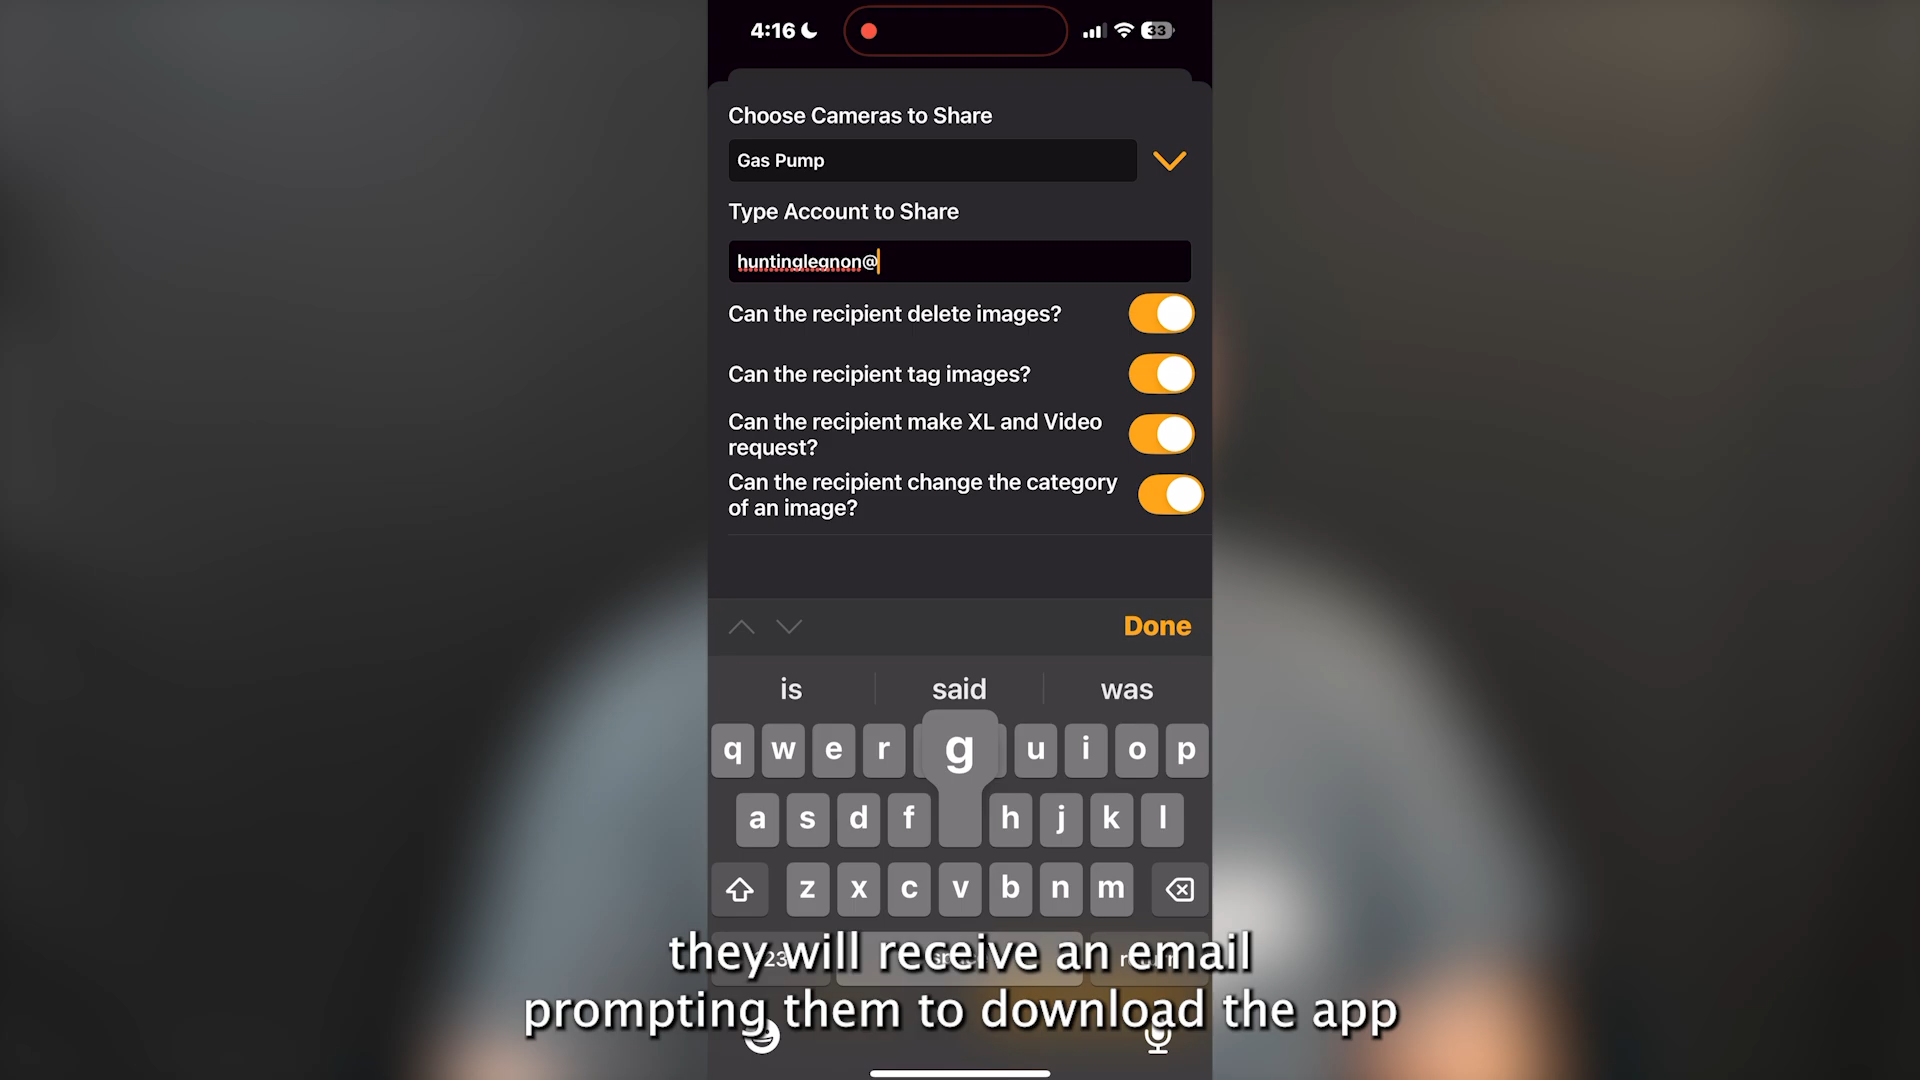 4:16
33
Choose Cameras to Share
Gas Pump
Type Account to Share
huntinglegnon@
Can the recipient delete images?
Can the recipient tag images?
Can the recipient make XL and Video
request?
Can the recipient change the category
of an image?
Done
is said was
q w e r g u i o p
a s d f h j k l
z x c v b n m
they will receive an email
prompting them to download the app